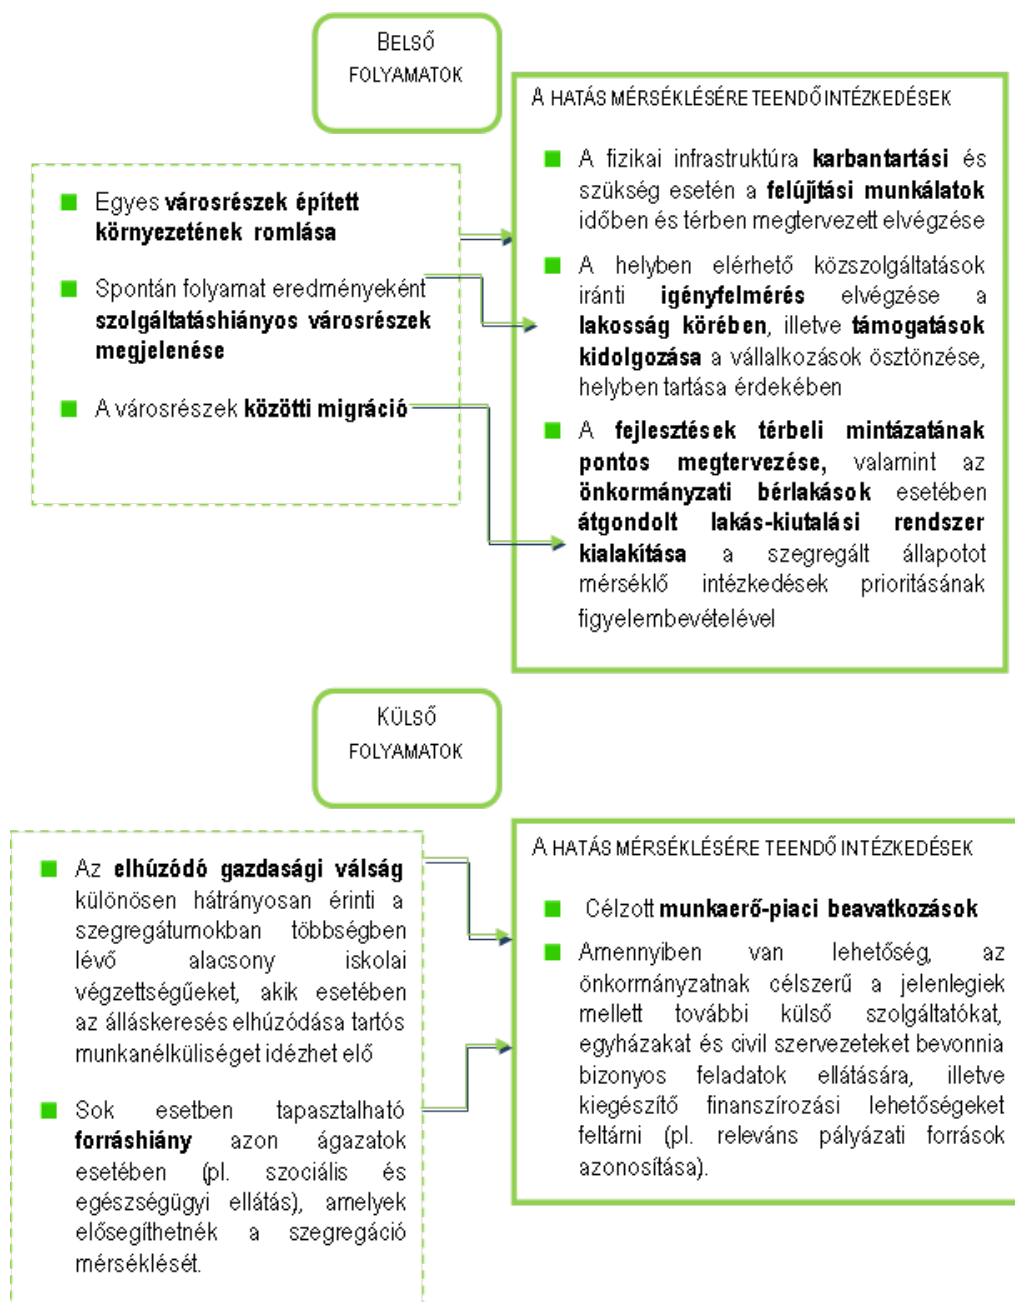 BELSŐ
FOLYAMATOK
A HATÁS MÉRSÉKLÉSÉRE TEENDŐ INTÉZKEDÉSEK
Egyes városrészek épített
környezetének romlása
Spontán folyamat eredményeként
szolgáltatáshiányos városrészek
megjelenése
A városrészek közötti migráció
A fizikai infrastruktúra karbantartási és
szükség esetén a felújítási munkálatok
időben és térben megtervezett elvégzése
A helyben elérhető közszolgáltatások
iránti igényfelmérés elvégzése a
lakosság körében, illetve támogatások
kidolgozása a vállalkozások ösztönzése,
helyben tartása érdekében
A fejlesztések térbeli mintázatának
pontos megtervezése, valamint az
önkormányzati bérlakások esetében
átgondolt lakás-kiutalási rendszer
kialakítása a szegregált állapotot
mérséklő intézkedések prioritásának
figyelembevételével
KÜLSŐ
FOLYAMATOK
Az elhúzódó gazdasági válság
különösen hátrányosan érinti a
szegregátumokban többségben
lévő alacsony iskolai
végzettségűeket, akik esetében
az álláskeresés elhúzódása tartós
munkanélküliséget idézhet elő
Sok esetben tapasztalható
forráshiány azon ágazatok
esetében (pl. szociális és
egészségügyi ellátás), amelyek
elősegíthetnék a szegregáció
mérséklését.
A HATÁS MÉRSÉKLÉSÉRE TEENDŐ INTÉZKEDÉSEK
Célzott munkaerő-piaci beavatkozások
Amennyiben van lehetőség, az
önkormányzatnak célszerű a jelenlegiek
mellett további külső szolgáltatókat,
egyházakat és civil szervezeteket bevonnia
bizonyos feladatok ellátására, illetve
kiegészítő finanszírozási lehetőségeket
feltárni (pl. releváns pályázati források
azonosítása).